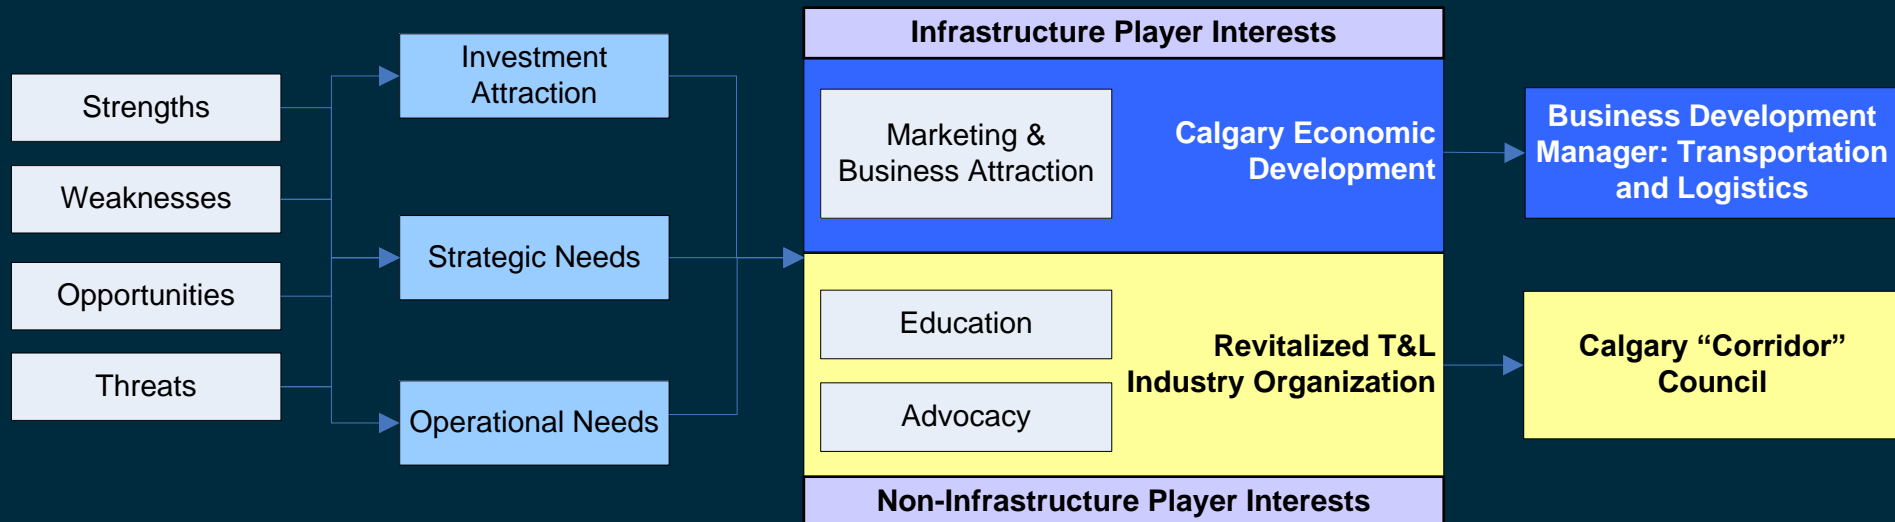 Strengths
Weaknesses
Opportunities
Threats
Investment
Attraction
Strategic Needs
Operational Needs
Infrastructure Player Interests
Marketing &
Business Attraction
Calgary Economic
Development
Education
Advocacy
Revitalized T&L
Industry Organization
Non-Infrastructure Player Interests
Business Development
Manager: Transportation
and Logistics
Calgary “Corridor”
Council